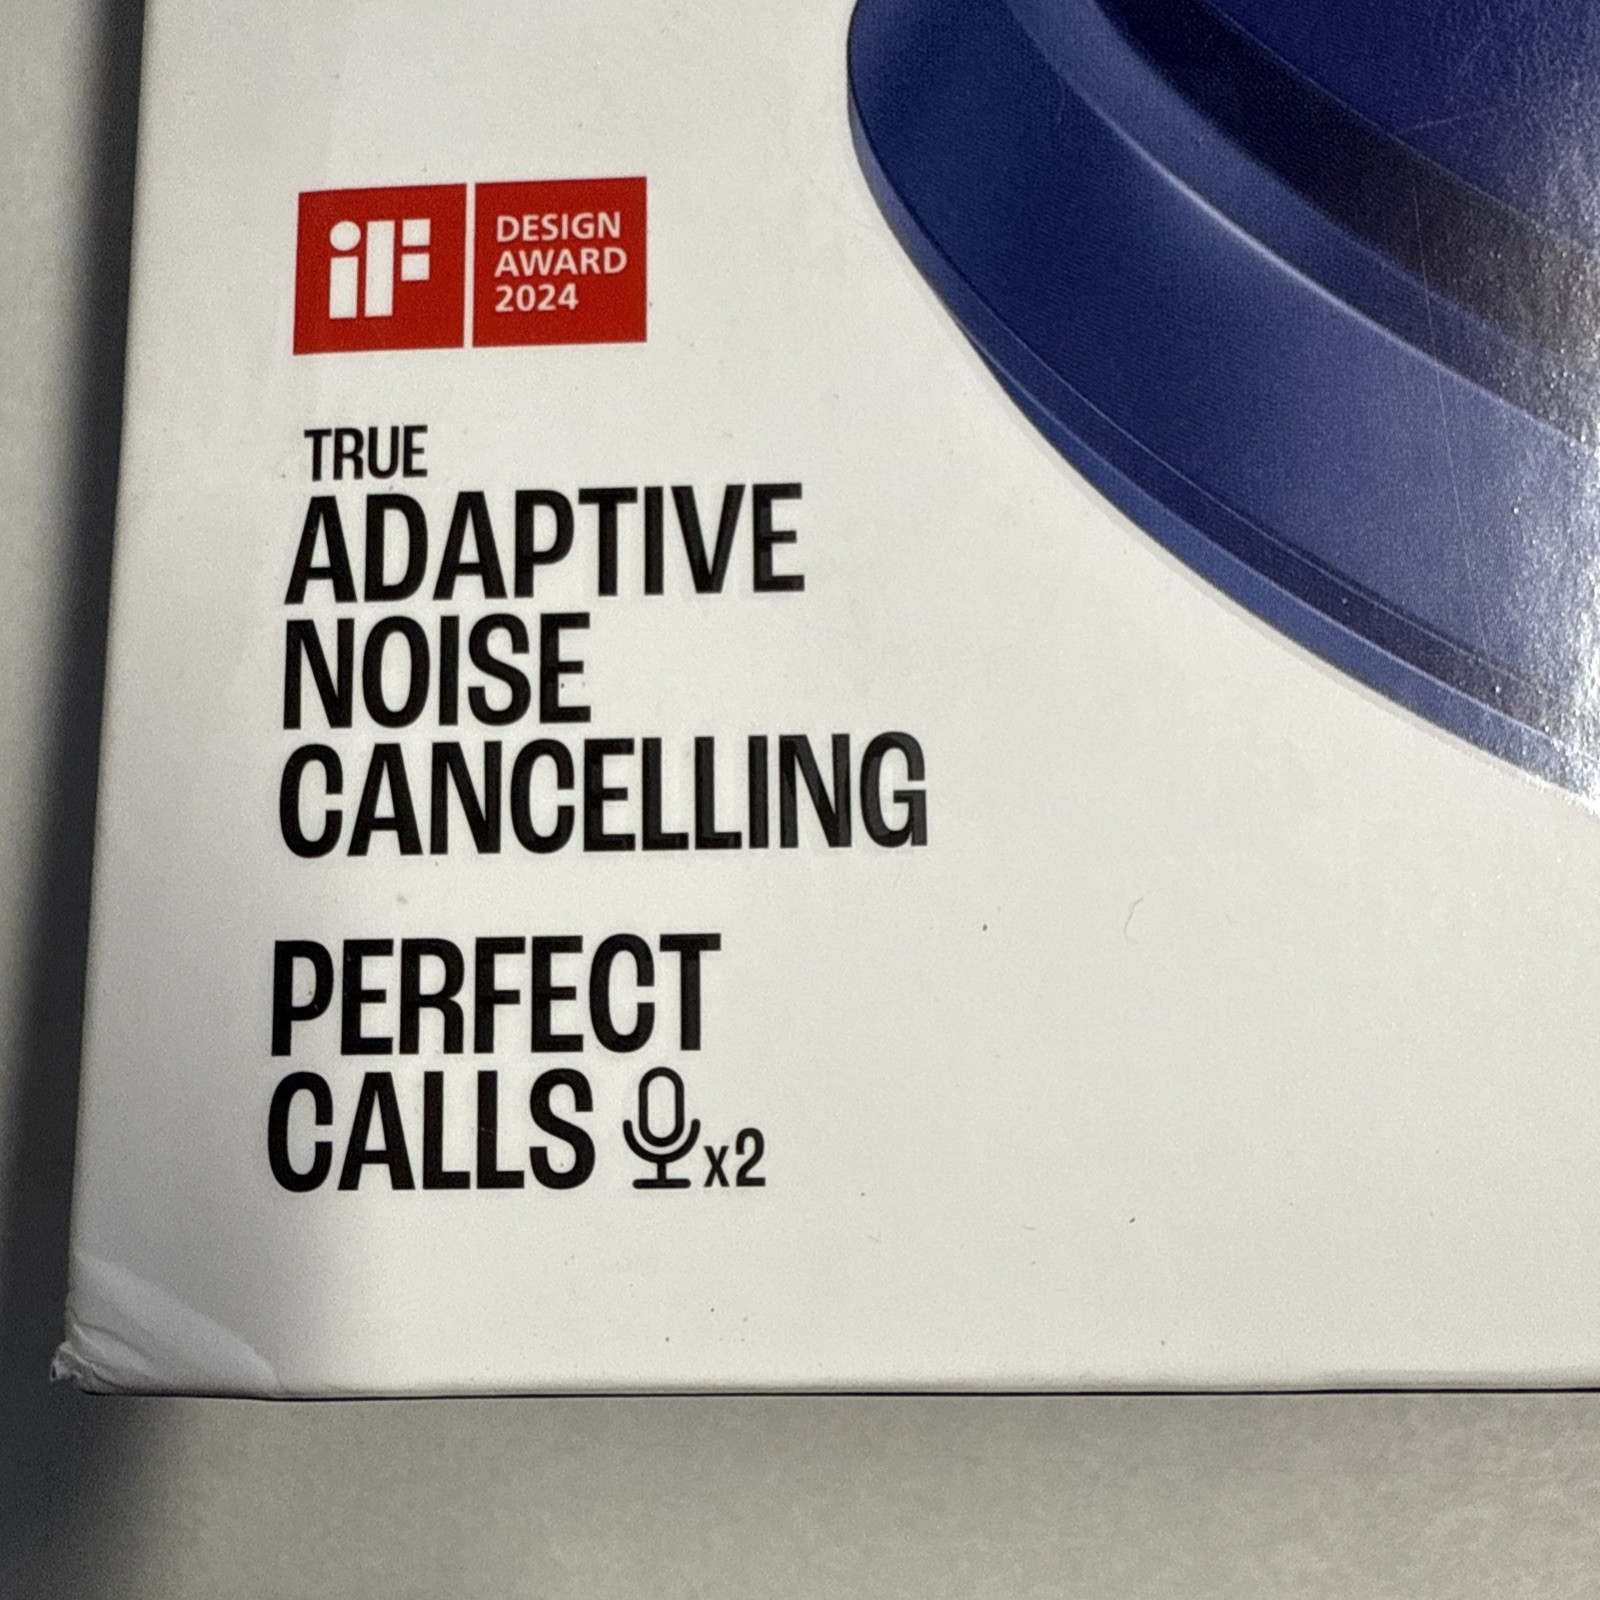 iF
DESIGN
AWARD
2024
TRUE
ADAPTIVE
NOISE
CANCELLING
PERFECT
CALLS x2